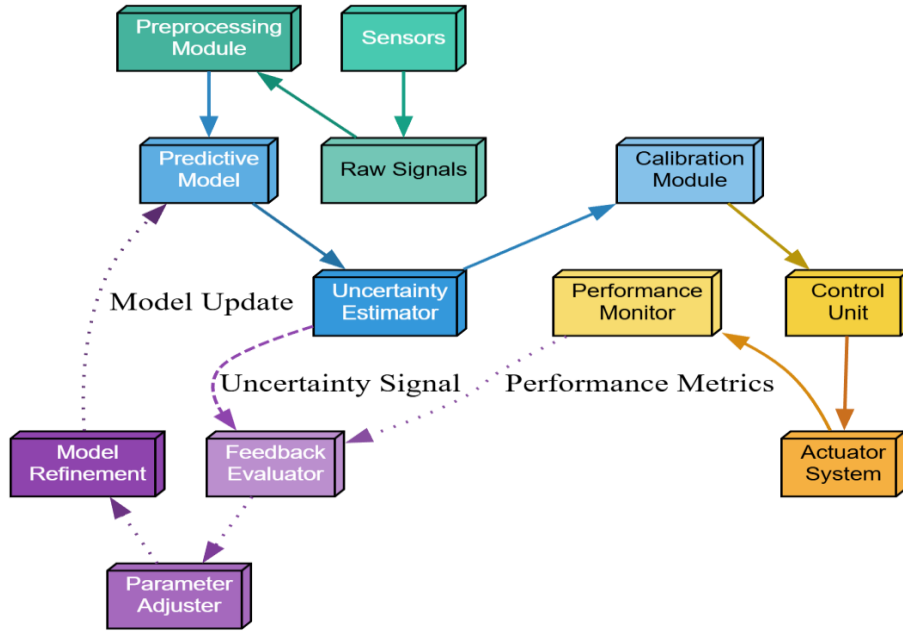 Preprocessing
Module
Sensors
Predictive
Model
Raw Signals
Calibration
Module
Model Update
Uncertainty
Estimator
Performance
Monitor
Control
Unit
Uncertainty Signal
Performance Metrics
Model
Refinement
Feedback
Evaluator
Actuator
System
Parameter
Adjuster